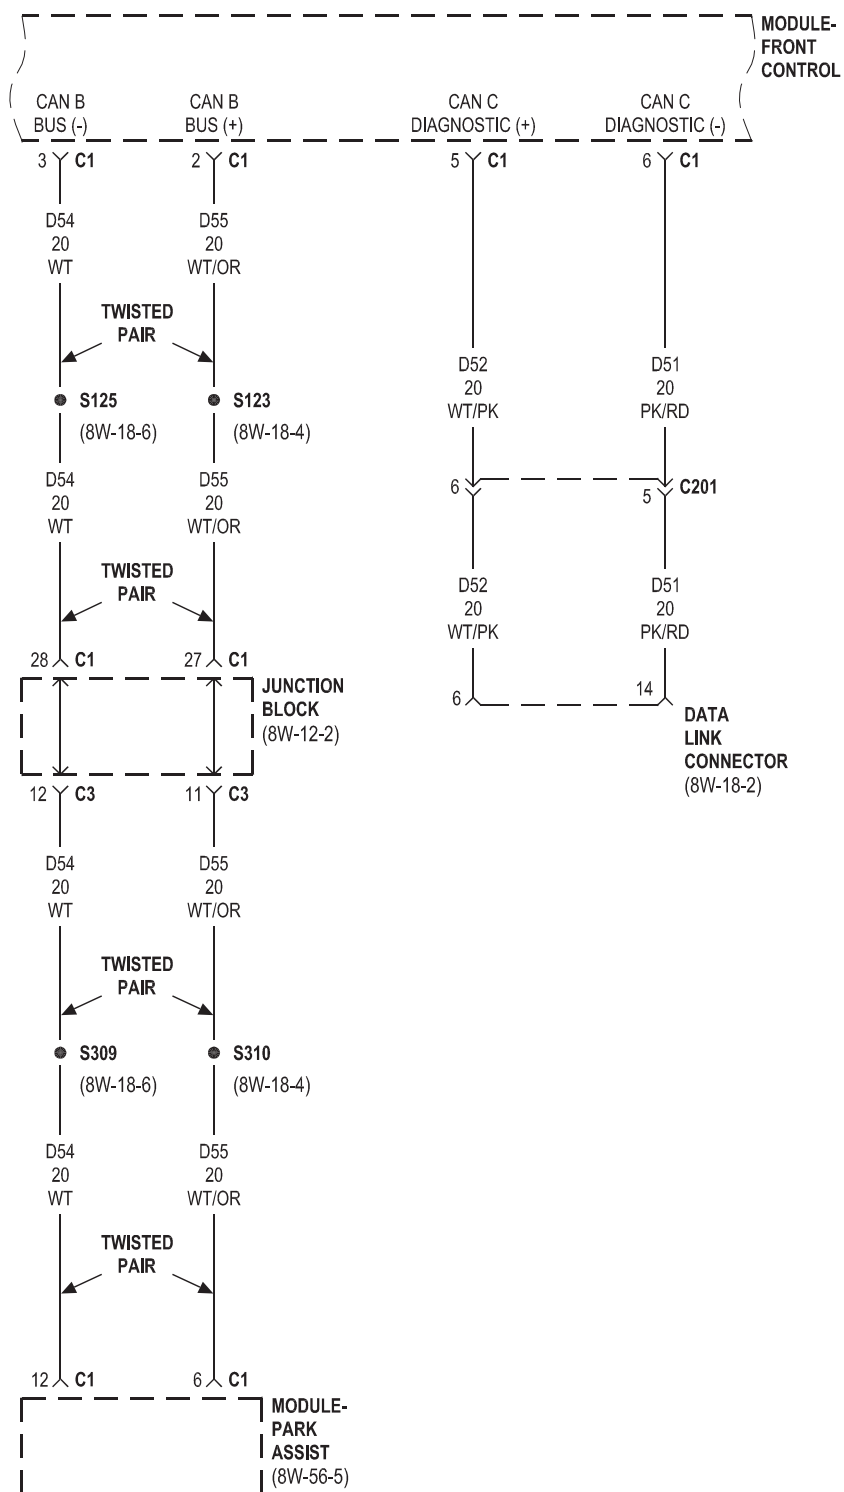 MODULE-
FRONT
CONTROL
CAN B
BUS (-)
CAN B
BUS (+)
CAN C
DIAGNOSTIC (+)
CAN C
DIAGNOSTIC (-)
3 C1
2 C1
5 C1
6 C1
D54
20
WT
D55
20
WT/OR
TWISTED
PAIR
D52
20
WT/PK
D51
20
PK/RD
S125
(8W-18-6)
S123
(8W-18-4)
D54
20
WT
D55
20
WT/OR
6
5 C201
TWISTED
PAIR
D52
20
WT/PK
D51
20
PK/RD
28 C1
27 C1
JUNCTION
BLOCK
(8W-12-2)
6
14
DATA
LINK
CONNECTOR
(8W-18-2)
12 C3
11 C3
D54
20
WT
D55
20
WT/OR
TWISTED
PAIR
S309
(8W-18-6)
S310
(8W-18-4)
D54
20
WT
D55
20
WT/OR
TWISTED
PAIR
12 C1
6 C1
MODULE-
PARK
ASSIST
(8W-56-5)